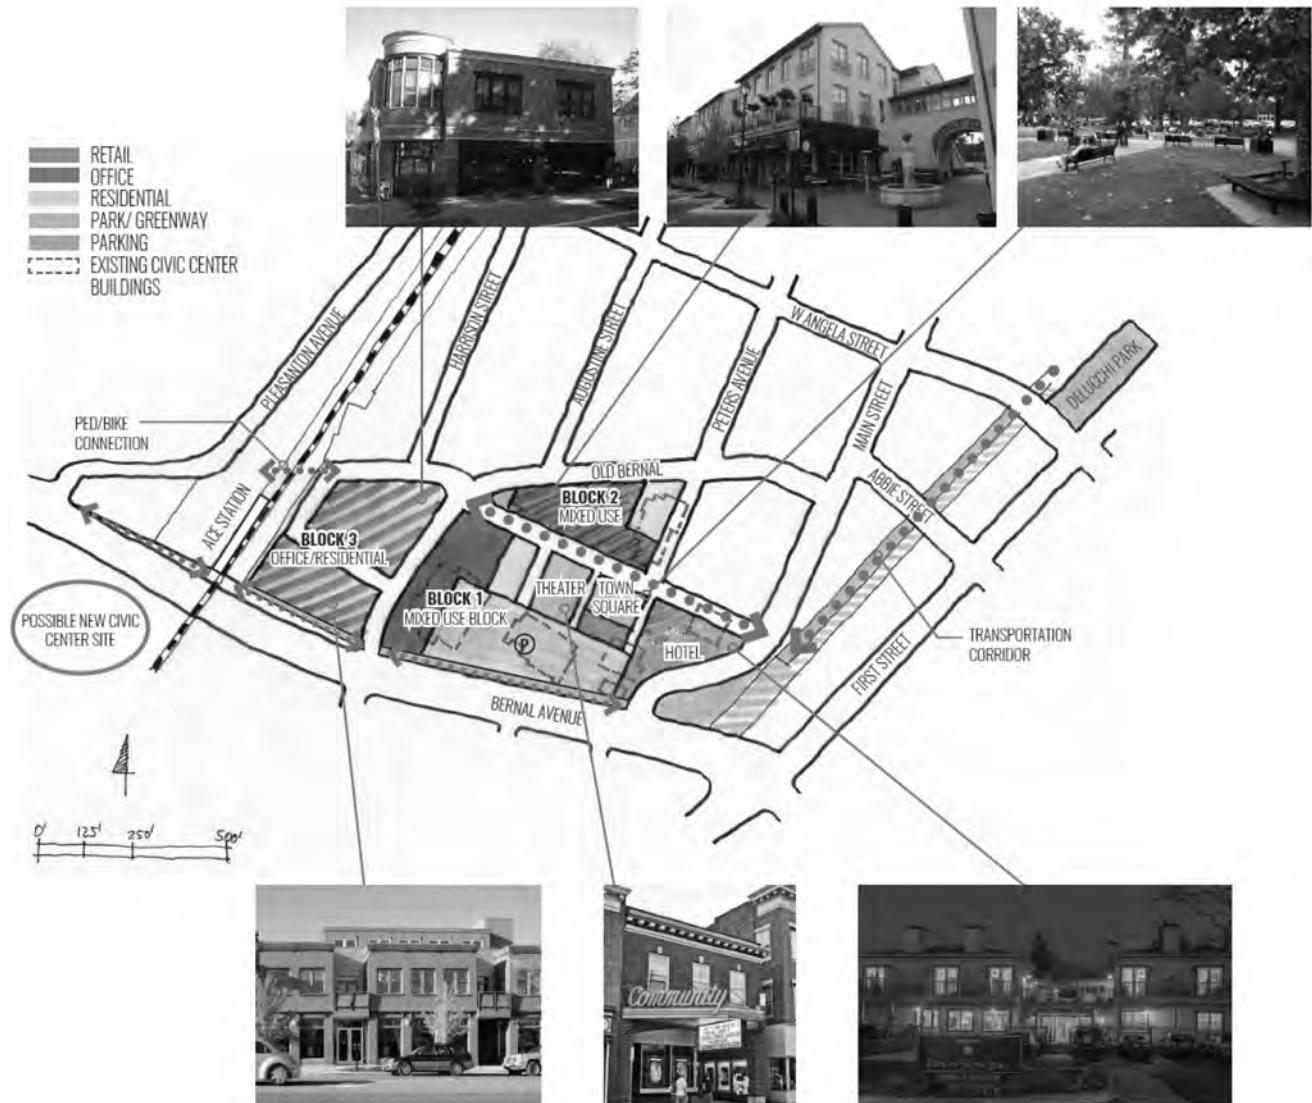 RETAIL
OFFICE
RESIDENTIAL
PARK/ GREENWAY
PARKING
EXISTING CIVIC CENTER
BUILDINGS
PLEASANTON AVENUE
HARRISON STREET
AUGUSTINE STREET
PETERS AVENUE
W ANGELA STREET
MAIN STREET
DELUCCHI PARK
PED/BIKE
CONNECTION
OLD BERNAL
ABBIE STREET
ACE STATION
BLOCK 2
MIXED USE
BLOCK 3
OFFICE/RESIDENTIAL
THEATER
TOWN
SQUARE
BLOCK 1
MIXED USE BLOCK
POSSIBLE NEW CIVIC
CENTER SITE
P
HOTEL
TRANSPORTATION
CORRIDOR
FIRST STREET
BERNAL AVENUE
0' 125' 250' 500'
Community